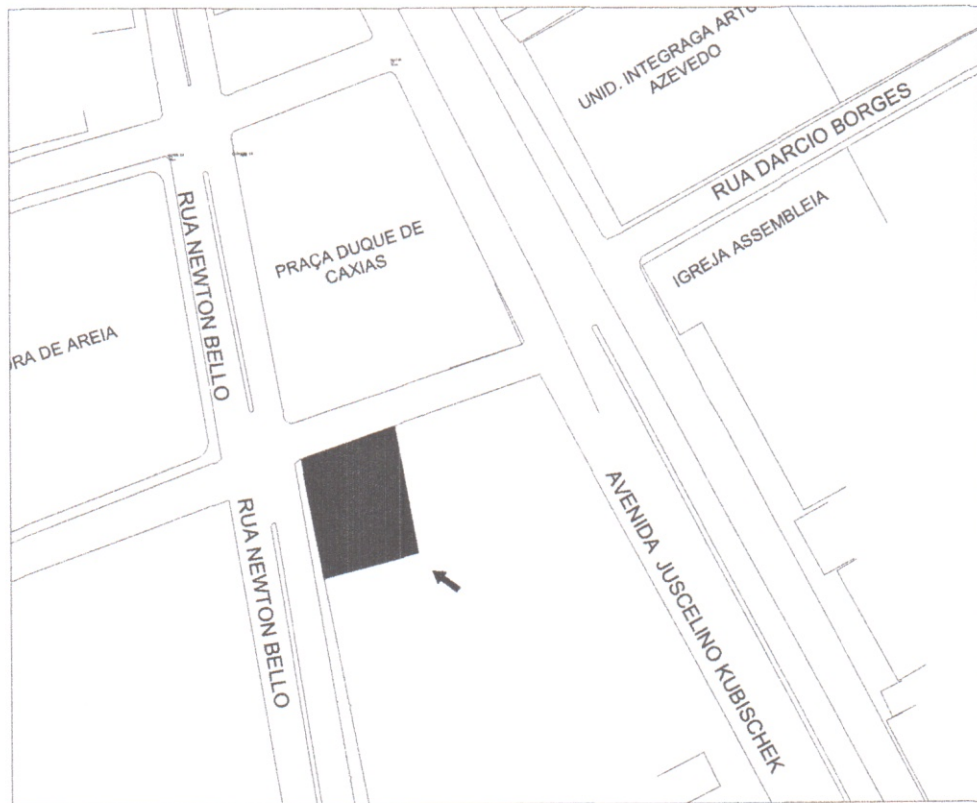 UNID. INTEGRAGA ARTU
AZEVEDO
RUA DARCIO BORGES
IGREJA ASSEMBLEIA
PRAÇA DUQUE DE
CAXIAS
RUA NEWTON BELLO
ORA DE AREIA
RUA NEWTON BELLO
AVENIDA JUSCELINO KUBISCHEK